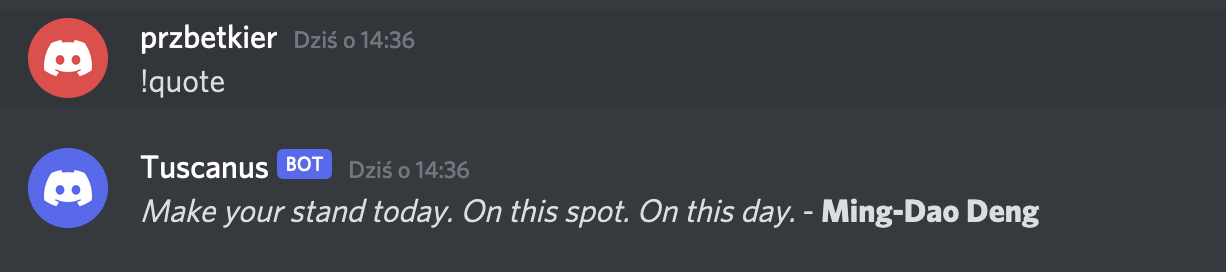 przbetkier Dziś o 14:36
!quote
Tuscanus BOT Dziś o 14:36
Make your stand today. On this spot. On this day. - Ming-Dao Deng